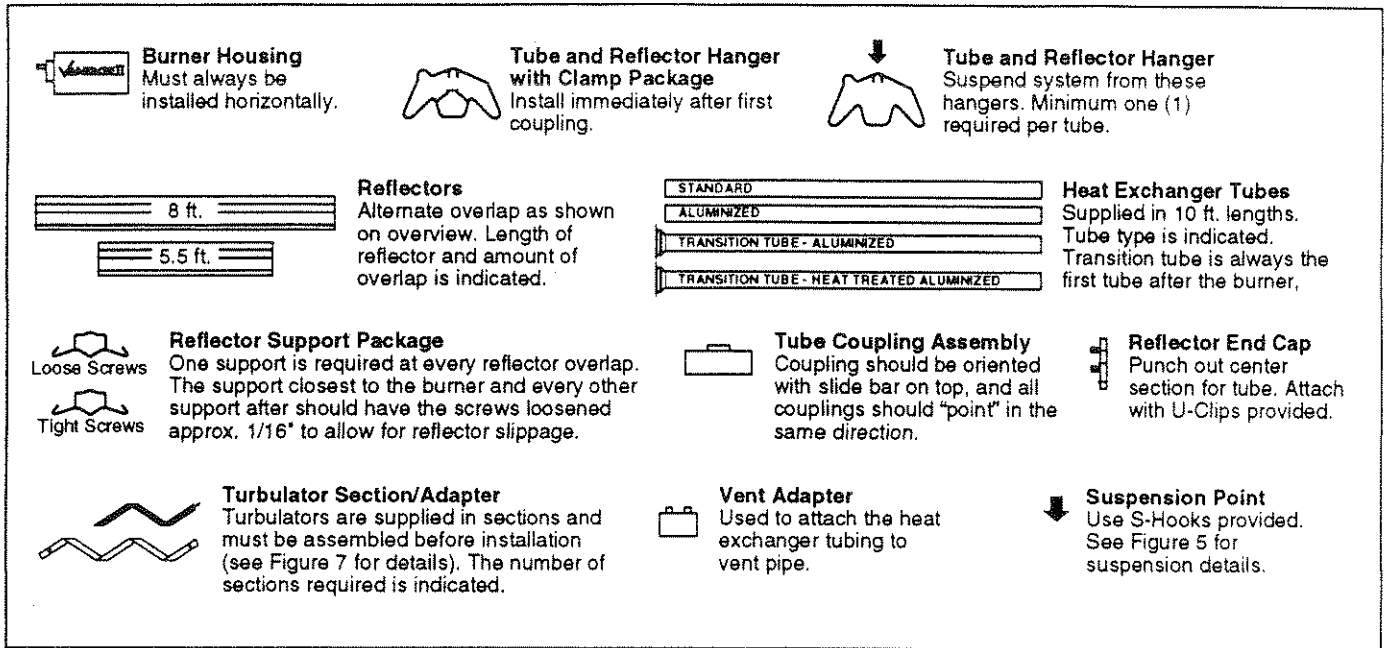 Burner Housing
Must always be
installed horizontally.
Tube and Reflector Hanger
with Clamp Package
Install immediately after first
coupling.
Tube and Reflector Hanger
Suspend system from these
hangers. Minimum one (1)
required per tube.
8 ft.
5.5 ft.
Reflectors
Alternate overlap as shown
on overview. Length of
reflector and amount of
overlap is indicated.
STANDARD
ALUMINIZED
TRANSITION TUBE - ALUMINIZED
TRANSITION TUBE - HEAT TREATED ALUMINIZED
Heat Exchanger Tubes
Supplied in 10 ft. lengths.
Tube type is indicated.
Transition tube is always the
first tube after the burner,
Loose Screws
Tight Screws
Reflector Support Package
One support is required at every reflector overlap.
The support closest to the burner and every other
support after should have the screws loosened
approx. 1/16" to allow for reflector slippage.
Tube Coupling Assembly
Coupling should be oriented
with slide bar on top, and all
couplings should "point" in the
same direction.
Reflector End Cap
Punch out center
section for tube. Attach
with U-Clips provided.
Turbulator Section/Adapter
Turbulators are supplied in sections and
must be assembled before installation
(see Figure 7 for details). The number of
sections required is indicated.
Vent Adapter
Used to attach the heat
exchanger tubing to
vent pipe.
Suspension Point
Use S-Hooks provided.
See Figure 5 for
suspension details.